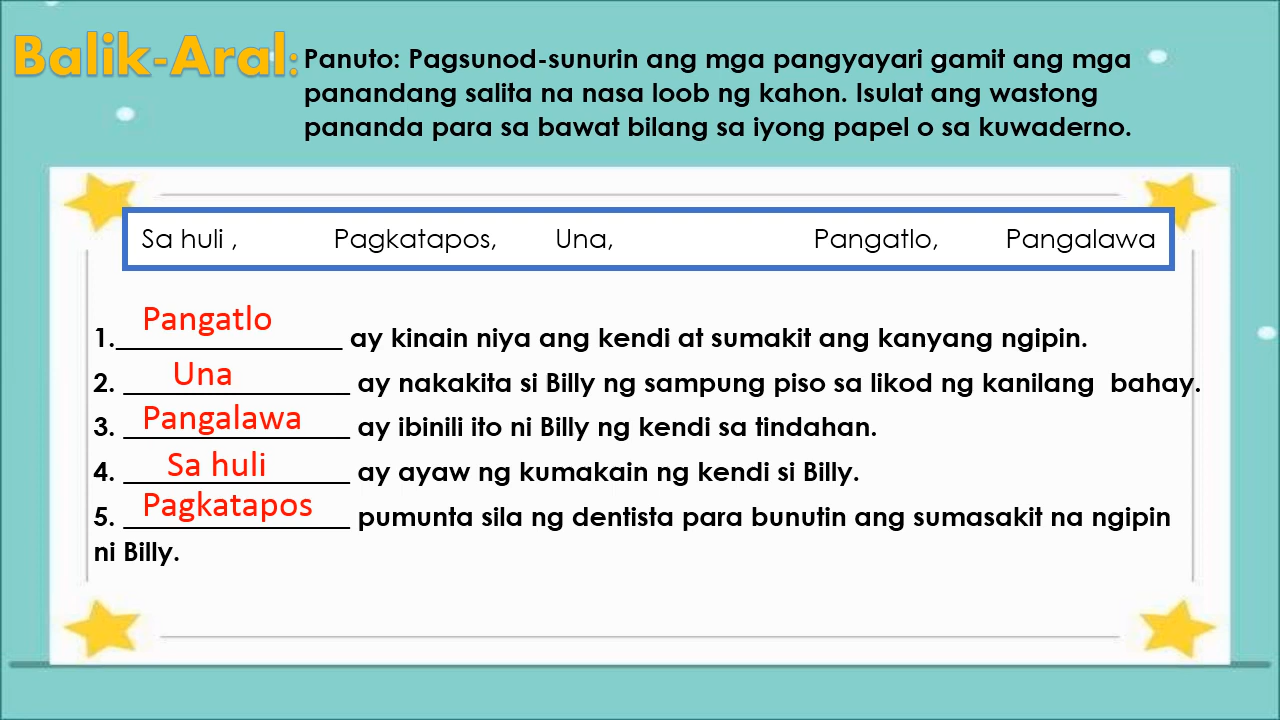 Balik-Aral:
Panuto: Pagsunod-sunurin ang mga pangyayari gamit ang mga
panandang salita na nasa loob ng kahon. Isulat ang wastong
pananda para sa bawat bilang sa iyong papel o sa kuwaderno.
Sa huli , Pagkatapos, Una, Pangatlo, Pangalawa
1. Pangatlo ay kinain niya ang kendi at sumakit ang kanyang ngipin.
2. Una ay nakakita si Billy ng sampung piso sa likod ng kanilang bahay.
3. Pangalawa ay ibinili ito ni Billy ng kendi sa tindahan.
4. Sa huli ay ayaw ng kumakain ng kendi si Billy.
5. Pagkatapos pumunta sila ng dentista para bunutin ang sumasakit na ngipin
ni Billy.